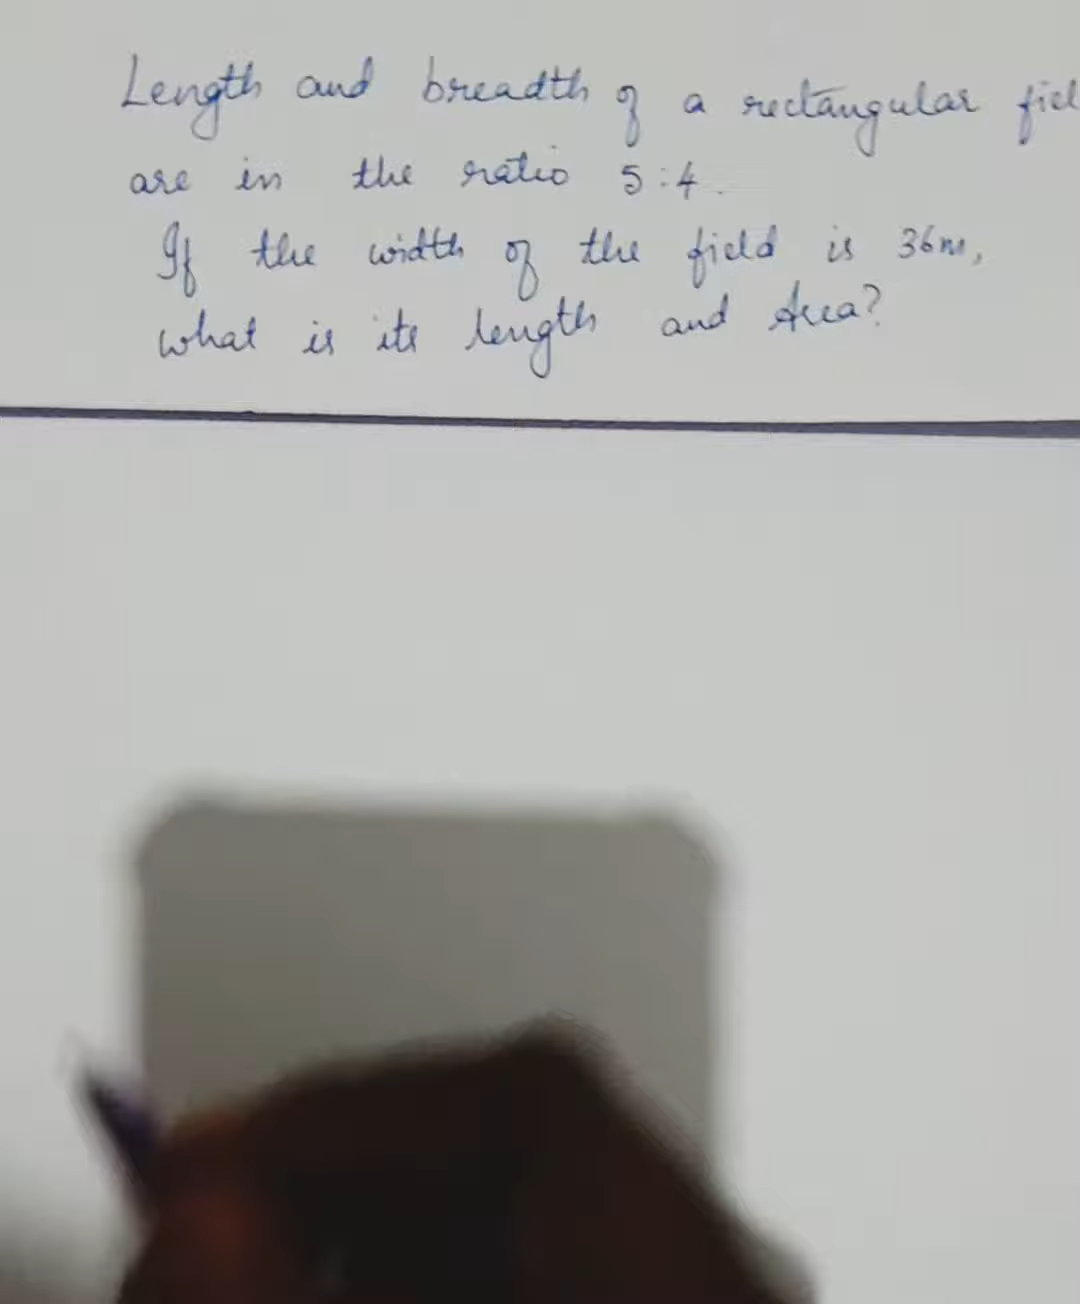 Length and breadth of a rectangular fiel
are in the ratio 5:4.
If the width of the field is 36m,
what is its length and Area?